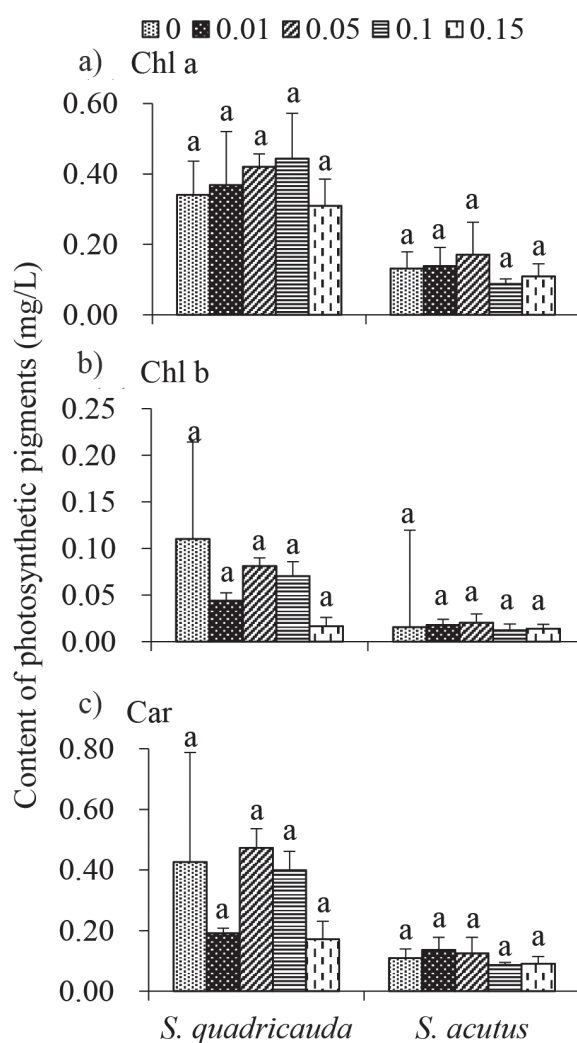 0 0.01 0.05 0.1 0.15
a) Chl a
0.60
0.40
0.20
0.00
a a a a a a a a a a
b) Chl b
0.25
0.20
0.15
0.10
0.05
0.00
a a a a a a a a a a
c) Car
0.80
0.60
0.40
0.20
0.00
a a a a a a a a a a
S. quadricauda S. acutus
Content of photosynthetic pigments (mg/L)